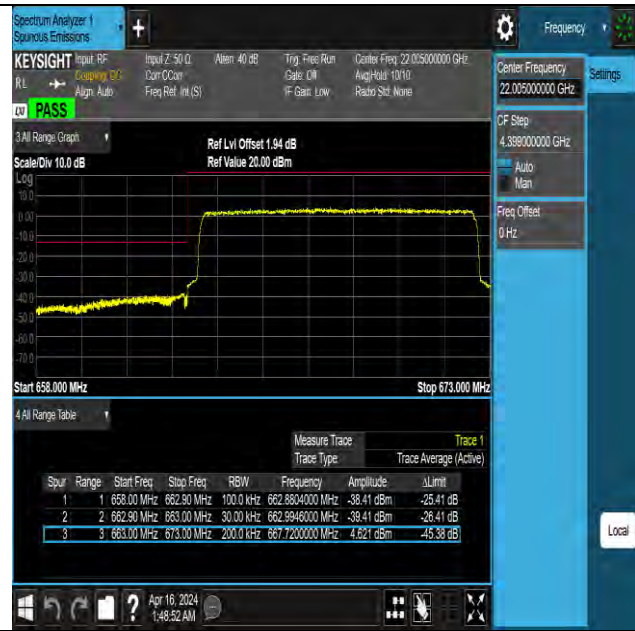 Spectrum Analyzer 1
Spurious Emissions
+
Frequency
KEYSIGHT Input: RF Input Z: 50 Ω Atten: 40 dB Trig: Free Run Center Freq: 22.005000000 GHz
RL Coupling: DC Corr CCorr Gate: Off Avg|Hold: 10/10
Align: Auto Freq Ref: Int (S) IF Gain: Low Radio Std: None
PASS
Center Frequency
22.005000000 GHz
Settings
CF Step
4.399000000 GHz
Auto
Man
Freq Offset
0 Hz
3 All Range Graph
Ref Lvl Offset 1.94 dB
Scale/Div 10.0 dB Ref Value 20.00 dBm
Log
10.0
0.00
-10.0
-20.0
-30.0
-40.0
-50.0
-60.0
-70.0
Start 658.000 MHz Stop 673.000 MHz
4 All Range Table
Measure Trace Trace 1
Trace Type Trace Average (Active)
Spur Range Start Freq Stop Freq RBW Frequency Amplitude ΔLimit
1 1 658.00 MHz 662.90 MHz 100.0 kHz 662.8804000 MHz -38.41 dBm -25.41 dB
2 2 662.90 MHz 663.00 MHz 30.00 kHz 662.9946000 MHz -39.41 dBm -26.41 dB
3 3 663.00 MHz 673.00 MHz 200.0 kHz 667.7200000 MHz 4.621 dBm -45.38 dB
Local
? Apr 16, 2024
1:48:52 AM